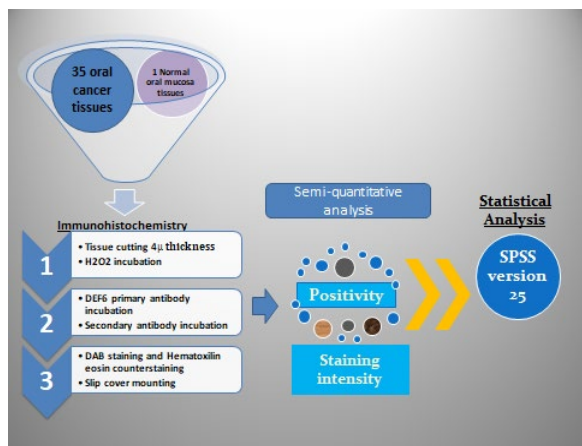 35 oral
cancer
tissues
1 Normal
oral mucosa
tissues
Immunohistochemistry
1
• Tissue cutting 4µ thickness
• H2O2 incubation
2
• DEF6 primary antibody
incubation
• Secondary antibody incubation
3
• DAB staining and Hematoxilin
eosin counterstaining
• Slip cover mounting
Semi-quantitative
analysis
Positivity
Staining
intensity
Statistical
Analysis
SPSS
version
25